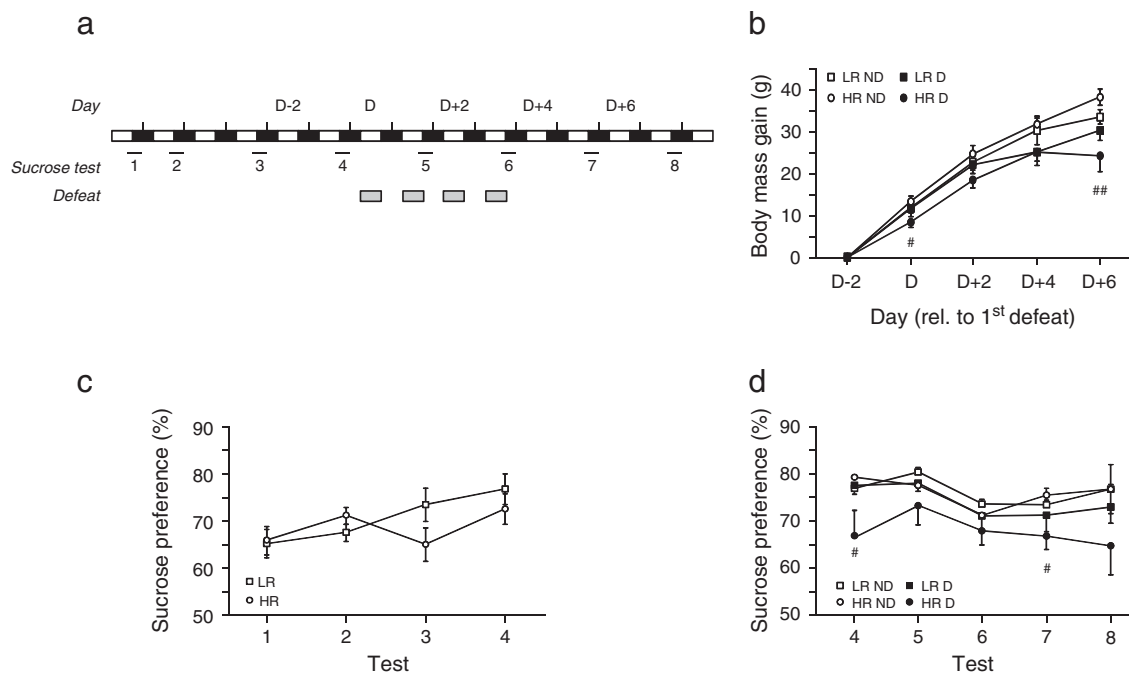 a
Day D-2 D D+2 D+4 D+6
Sucrose test 1 2 3 4 5 6 7 8
Defeat
b
Body mass gain (g)
LR ND LR D
HR ND HR D
40
30
20
10
0
#
##
D-2 D D+2 D+4 D+6
Day (rel. to 1st defeat)
c
Sucrose preference (%)
90
80
70
60
50
LR
HR
1 2 3 4
Test
d
Sucrose preference (%)
90
80
70
60
50
#
#
LR ND LR D
HR ND HR D
4 5 6 7 8
Test